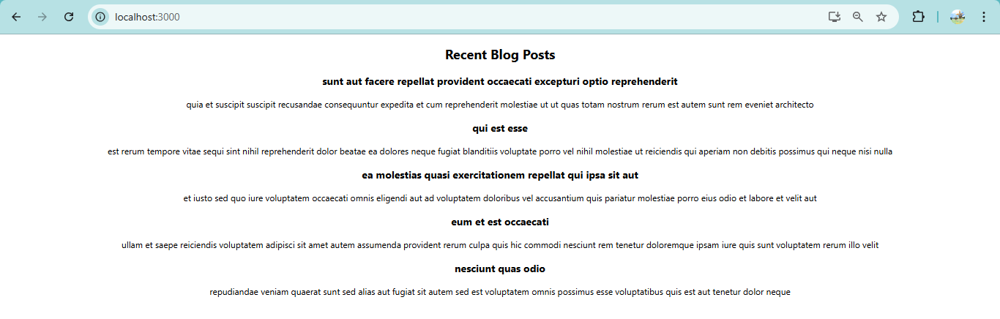 localhost:3000
Recent Blog Posts
sunt aut facere repellat provident occaecati excepturi optio reprehenderit
quia et suscipit suscipit recusandae consequuntur expedita et cum reprehenderit molestiae ut ut quas totam nostrum rerum est autem sunt rem eveniet architecto
qui est esse
est rerum tempore vitae sequi sint nihil reprehenderit dolor beatae ea dolores neque fugiat blanditiis voluptate porro vel nihil molestiae ut reiciendis qui aperiam non debitis possimus qui neque nisi nulla
ea molestias quasi exercitationem repellat qui ipsa sit aut
et iusto sed quo iure voluptatem occaecati omnis eligendi aut ad voluptatem doloribus vel accusantium quis pariatur molestiae porro eius odio et labore et velit aut
eum et est occaecati
ullam et saepe reiciendis voluptatem adipisci sit amet autem assumenda provident rerum culpa quis hic commodi nesciunt rem tenetur doloremque ipsam iure quis sunt voluptatem rerum illo velit
nesciunt quas odio
repudiandae veniam quaerat sunt sed alias aut fugiat sit autem sed est voluptatem omnis possimus esse voluptatibus quis est aut tenetur dolor neque